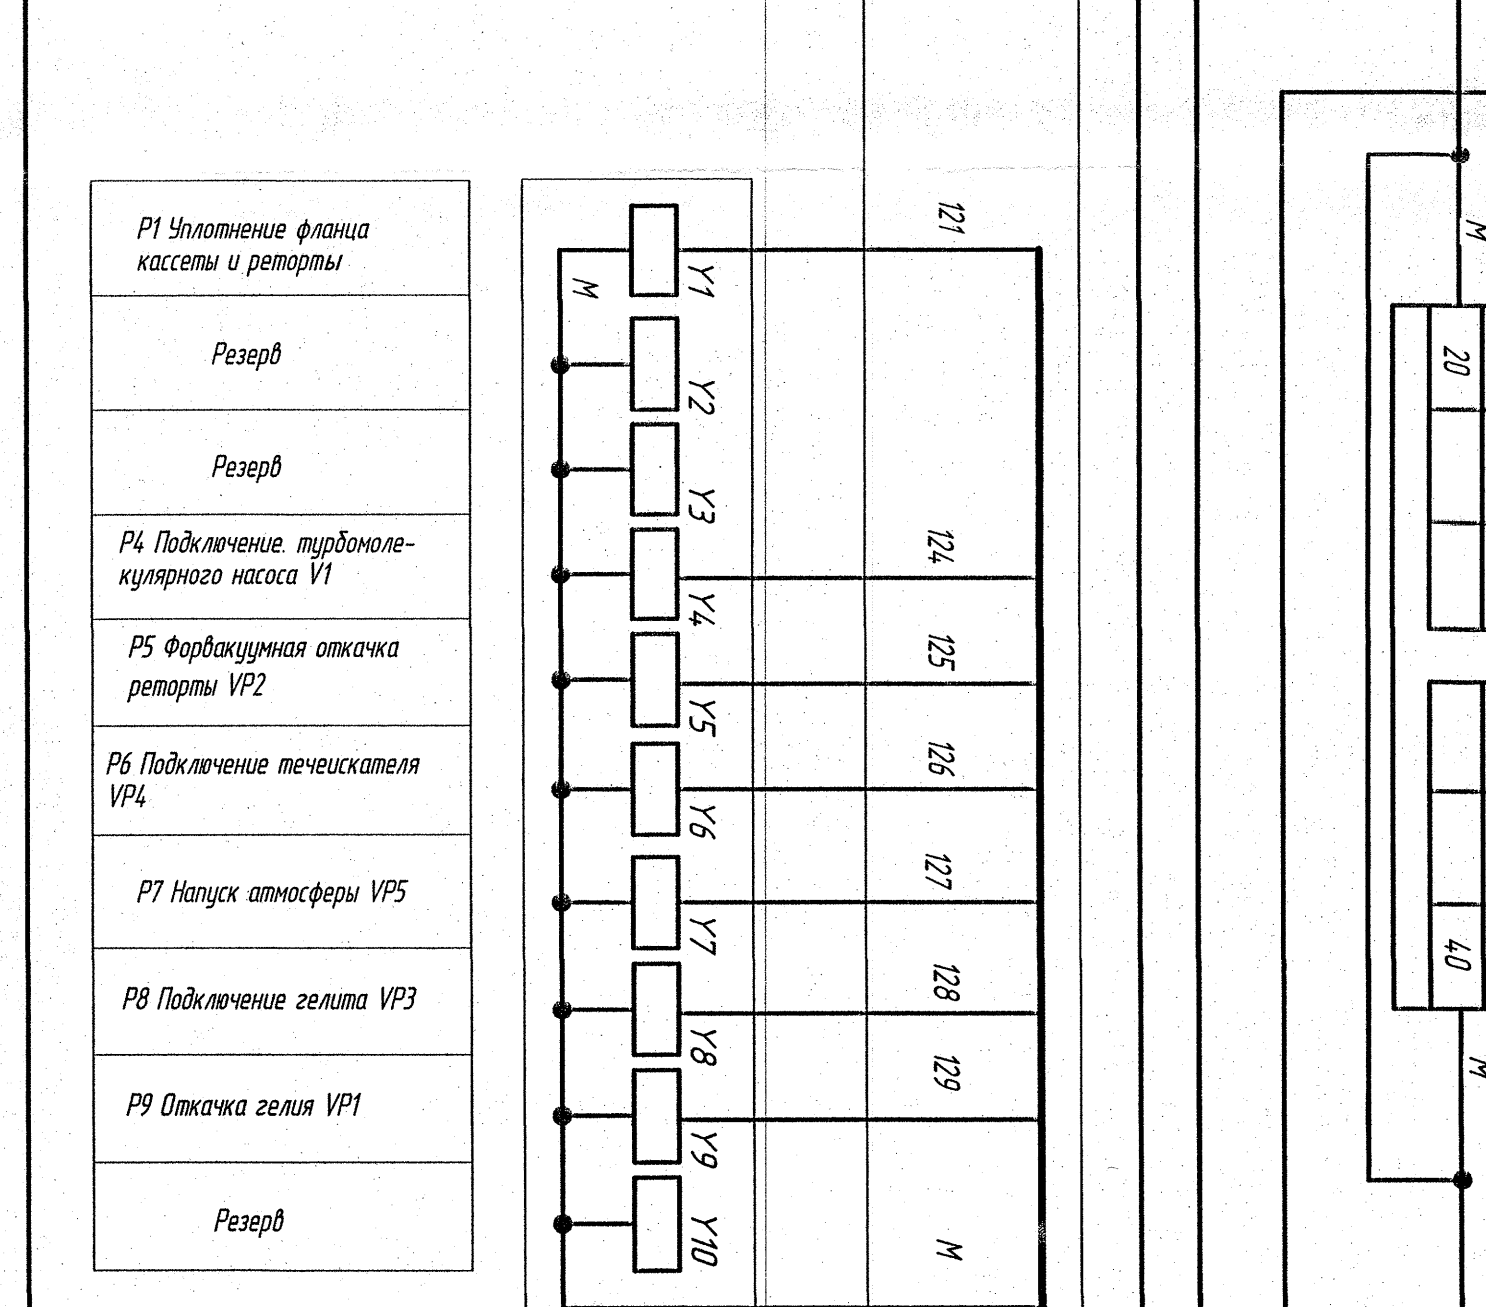 P1 Уплотнение фланца
кассеты и реторты
Резерв
Резерв
P4 Подключение. турбомоле-
кулярного насоса V1
P5 Форвакуумная откачка
реторты VP2
P6 Подключение течеискателя
VP4
P7 Напуск атмосферы VP5
P8 Подключение гелита VP3
P9 Откачка гелия VP1
Резерв
M
Y1
Y2
Y3
Y4
Y5
Y6
Y7
Y8
Y9
Y10
121
124
125
126
127
128
129
M
M
20
40
M